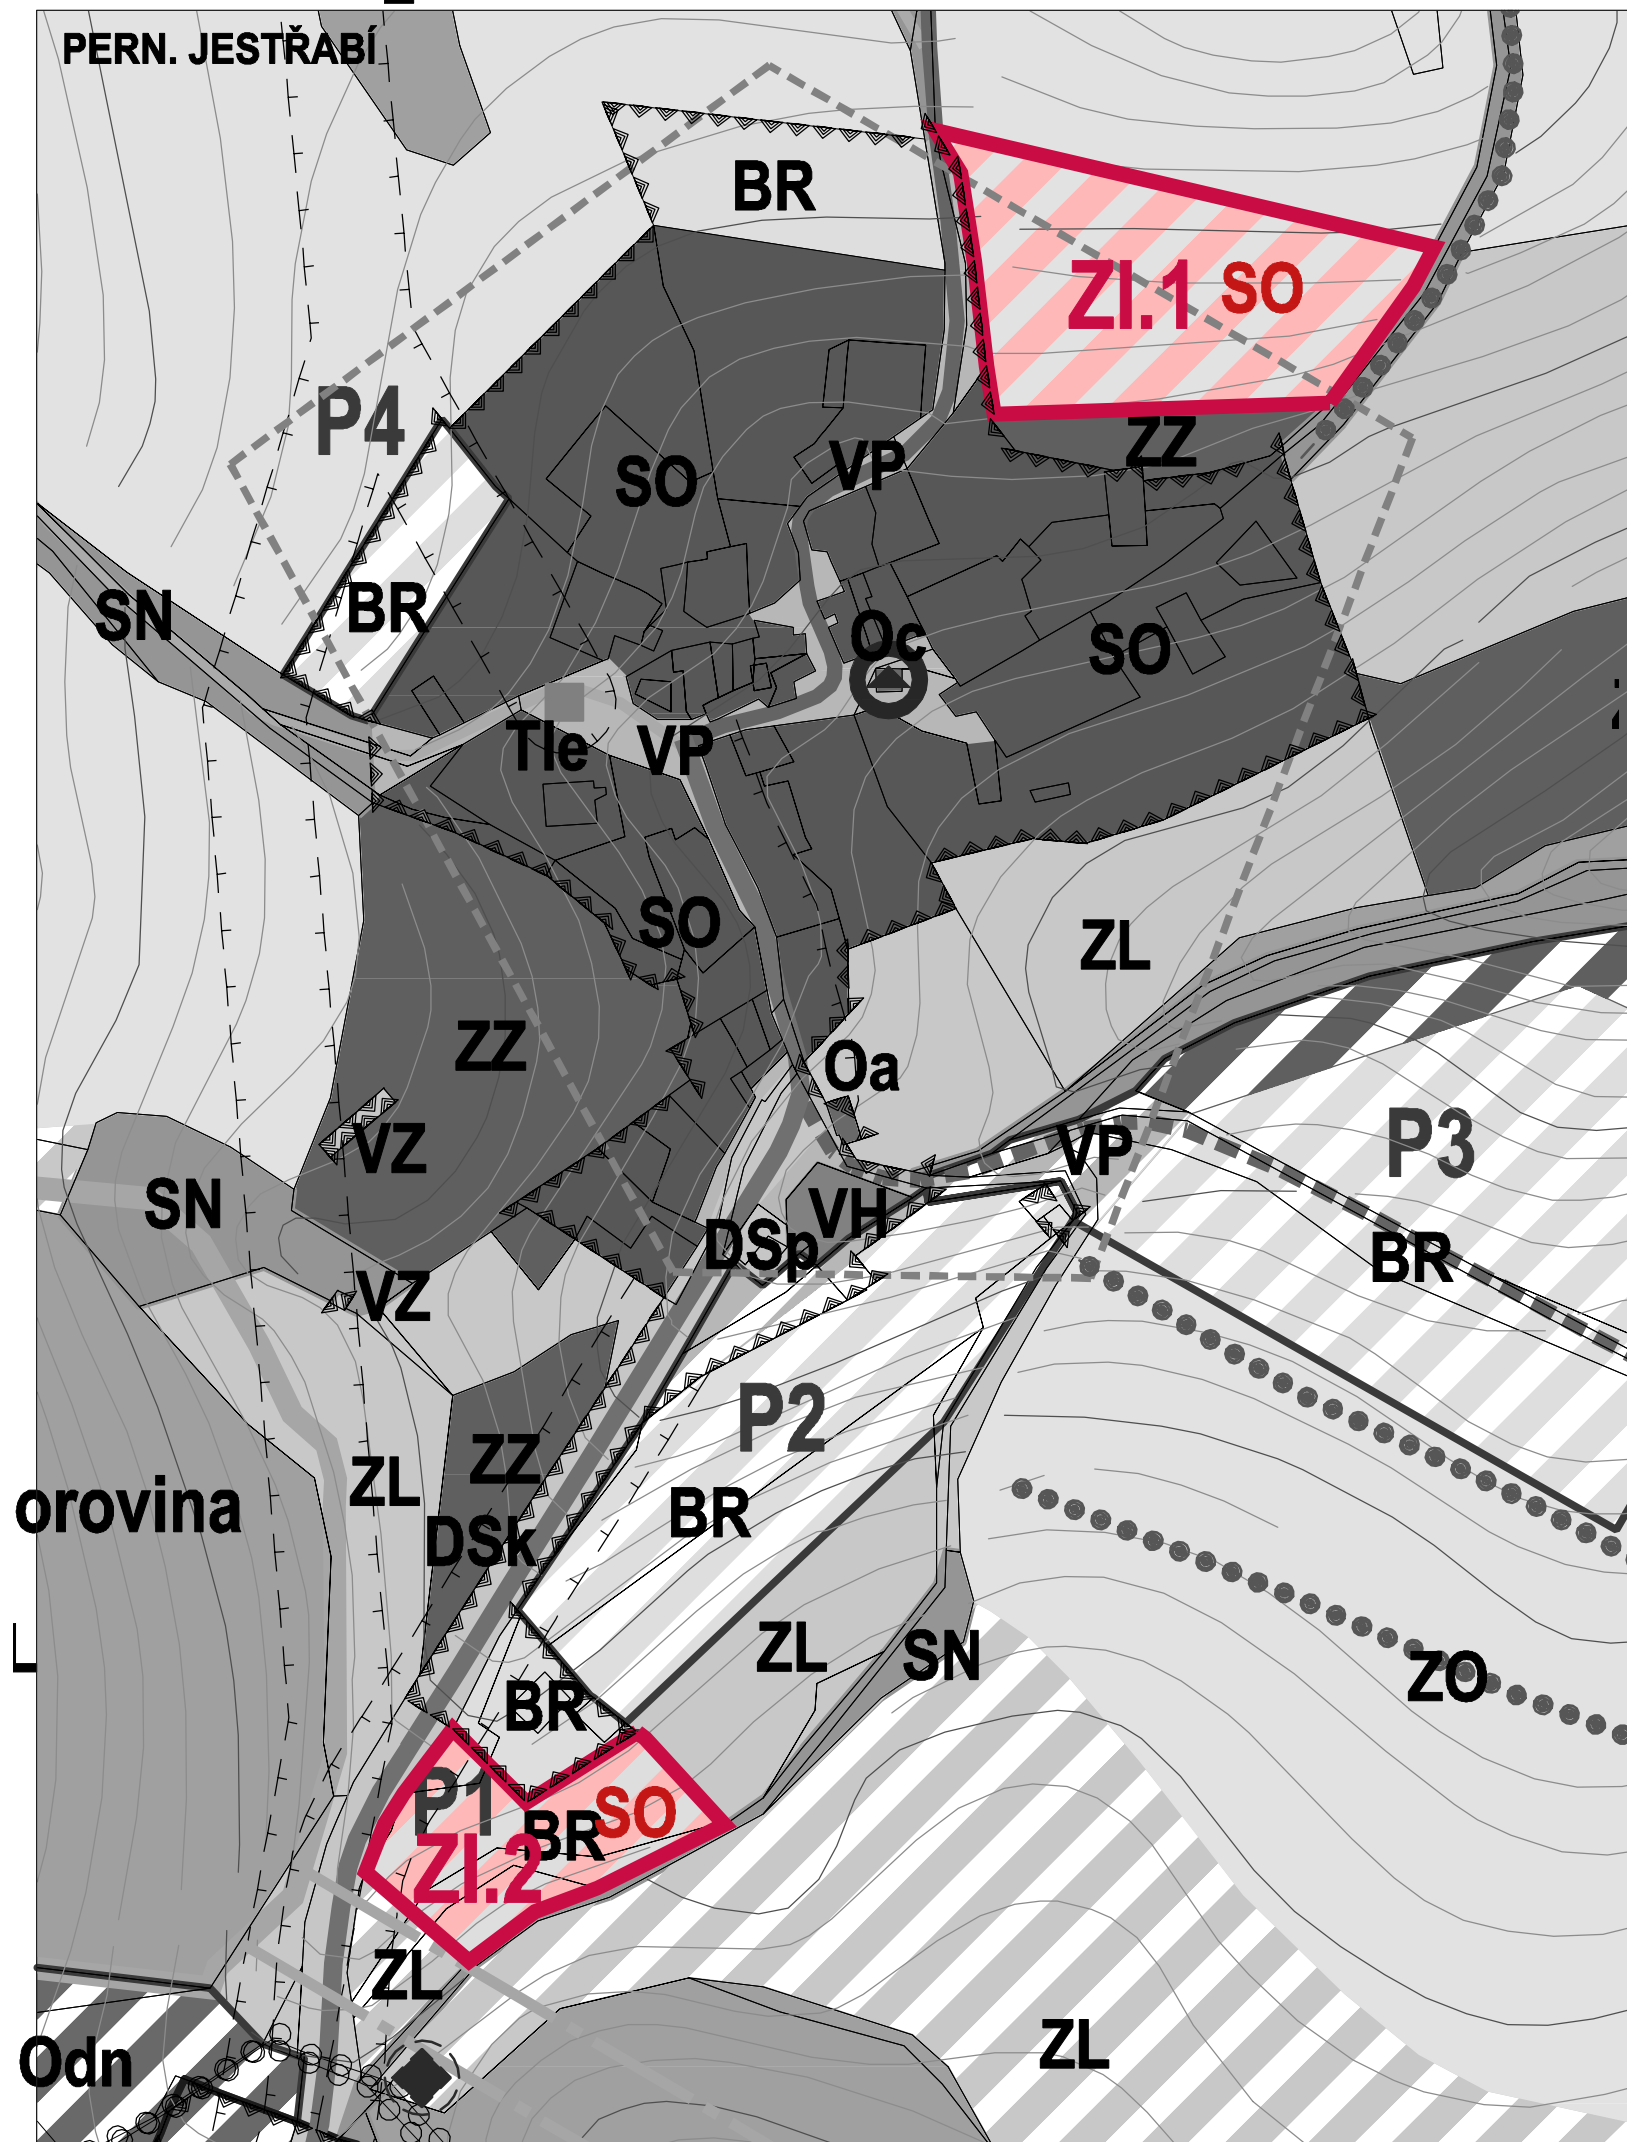 PERN. JESTŘABÍ
BR
ZI.1 SO
P4
ZZ
VP
SO
BR
SN
Oc
SO
Tle
VP
SO
ZL
ZZ
Oa
VZ
VP
P3
SN
VH
DSp
BR
VZ
P2
ZZ
ZL
BR
orovina
DSk
L
ZL
SN
ZO
BR
P1
SO
BR
ZI.2
ZL
Odn
ZL